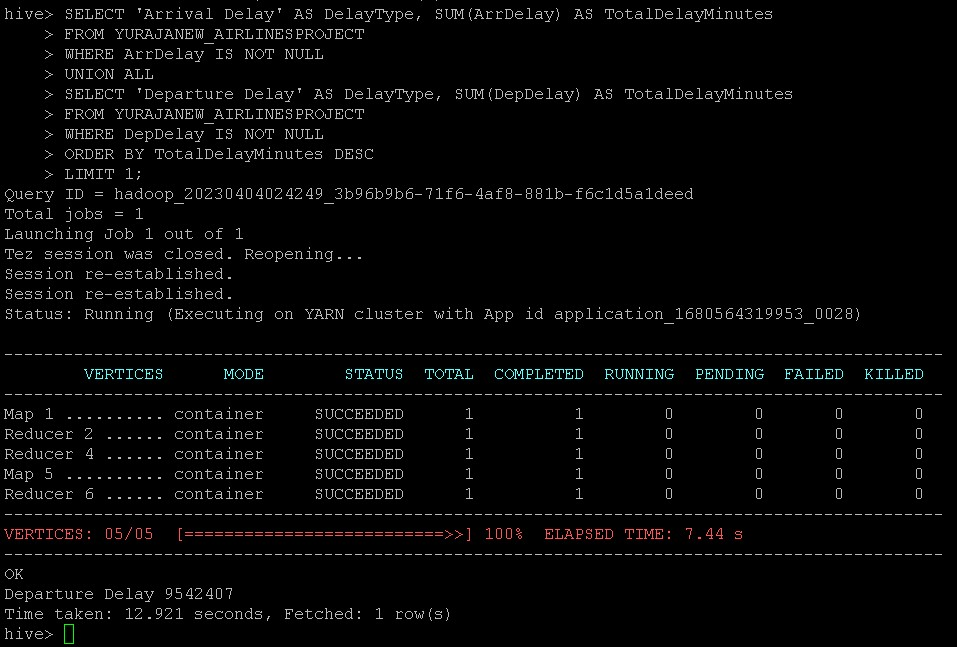 hive> SELECT 'Arrival Delay' AS DelayType, SUM(ArrDelay) AS TotalDelayMinutes
    > FROM YURAJANEW_AIRLINESPROJECT
    > WHERE ArrDelay IS NOT NULL
    > UNION ALL
    > SELECT 'Departure Delay' AS DelayType, SUM(DepDelay) AS TotalDelayMinutes
    > FROM YURAJANEW_AIRLINESPROJECT
    > WHERE DepDelay IS NOT NULL
    > ORDER BY TotalDelayMinutes DESC
    > LIMIT 1;
Query ID = hadoop_20230404024249_3b96b9b6-71f6-4af8-881b-f6c1d5a1deed
Total jobs = 1
Launching Job 1 out of 1
Tez session was closed. Reopening...
Session re-established.
Session re-established.
Status: Running (Executing on YARN cluster with App id application_1680564319953_0028)
----------------------------------------------------------------------------------------------
        VERTICES      MODE        STATUS  TOTAL  COMPLETED  RUNNING  PENDING  FAILED  KILLED
----------------------------------------------------------------------------------------------
Map 1 .......... container     SUCCEEDED      1          1        0        0       0       0
Reducer 2 ...... container     SUCCEEDED      1          1        0        0       0       0
Reducer 4 ...... container     SUCCEEDED      1          1        0        0       0       0
Map 5 .......... container     SUCCEEDED      1          1        0        0       0       0
Reducer 6 ...... container     SUCCEEDED      1          1        0        0       0       0
----------------------------------------------------------------------------------------------
VERTICES: 05/05  [==========================>>] 100%  ELAPSED TIME: 7.44 s
----------------------------------------------------------------------------------------------
OK
Departure Delay 9542407
Time taken: 12.921 seconds, Fetched: 1 row(s)
hive>